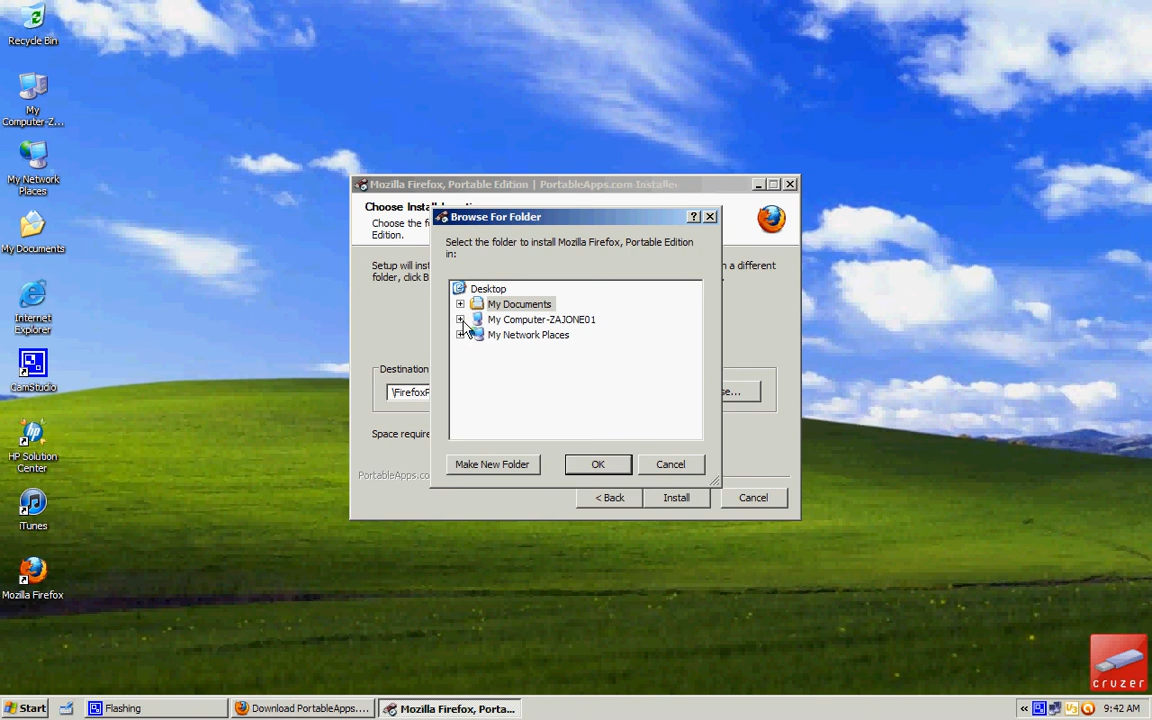 Recycle Bin
My
Computer-Z...
My Network
Places
My Documents
Internet
Explorer
CamStudio
HP Solution
Center
iTunes
Mozilla Firefox
Mozilla Firefox, Portable Edition | PortableApps.com Installer
Choose Insta
Choose the f
Edition.
Setup will inst
folder, click B
n a different
Browse For Folder
Select the folder to install Mozilla Firefox, Portable Edition
in:
Desktop
My Documents
My Computer-ZAJONE01
My Network Places
Make New Folder
OK
Cancel
Destination
\FirefoxP
se...
Space require
PortableApps.co
< Back
Install
Cancel
cruzer
Start
Flashing
Download PortableApps....
Mozilla Firefox, Porta...
«
9:42 AM